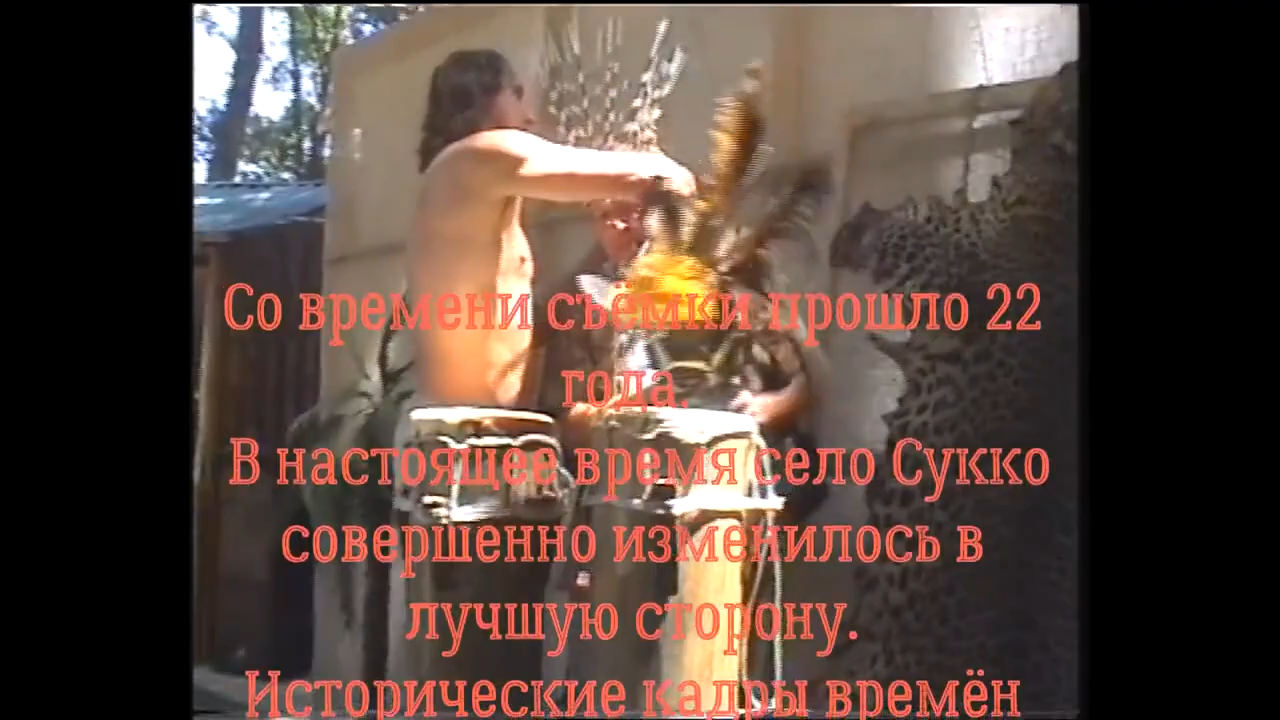 Со времени съёмки прошло 22
года.
В настоящее время село Сукко
совершенно изменилось в
лучшую сторону.
Исторические кадры времён